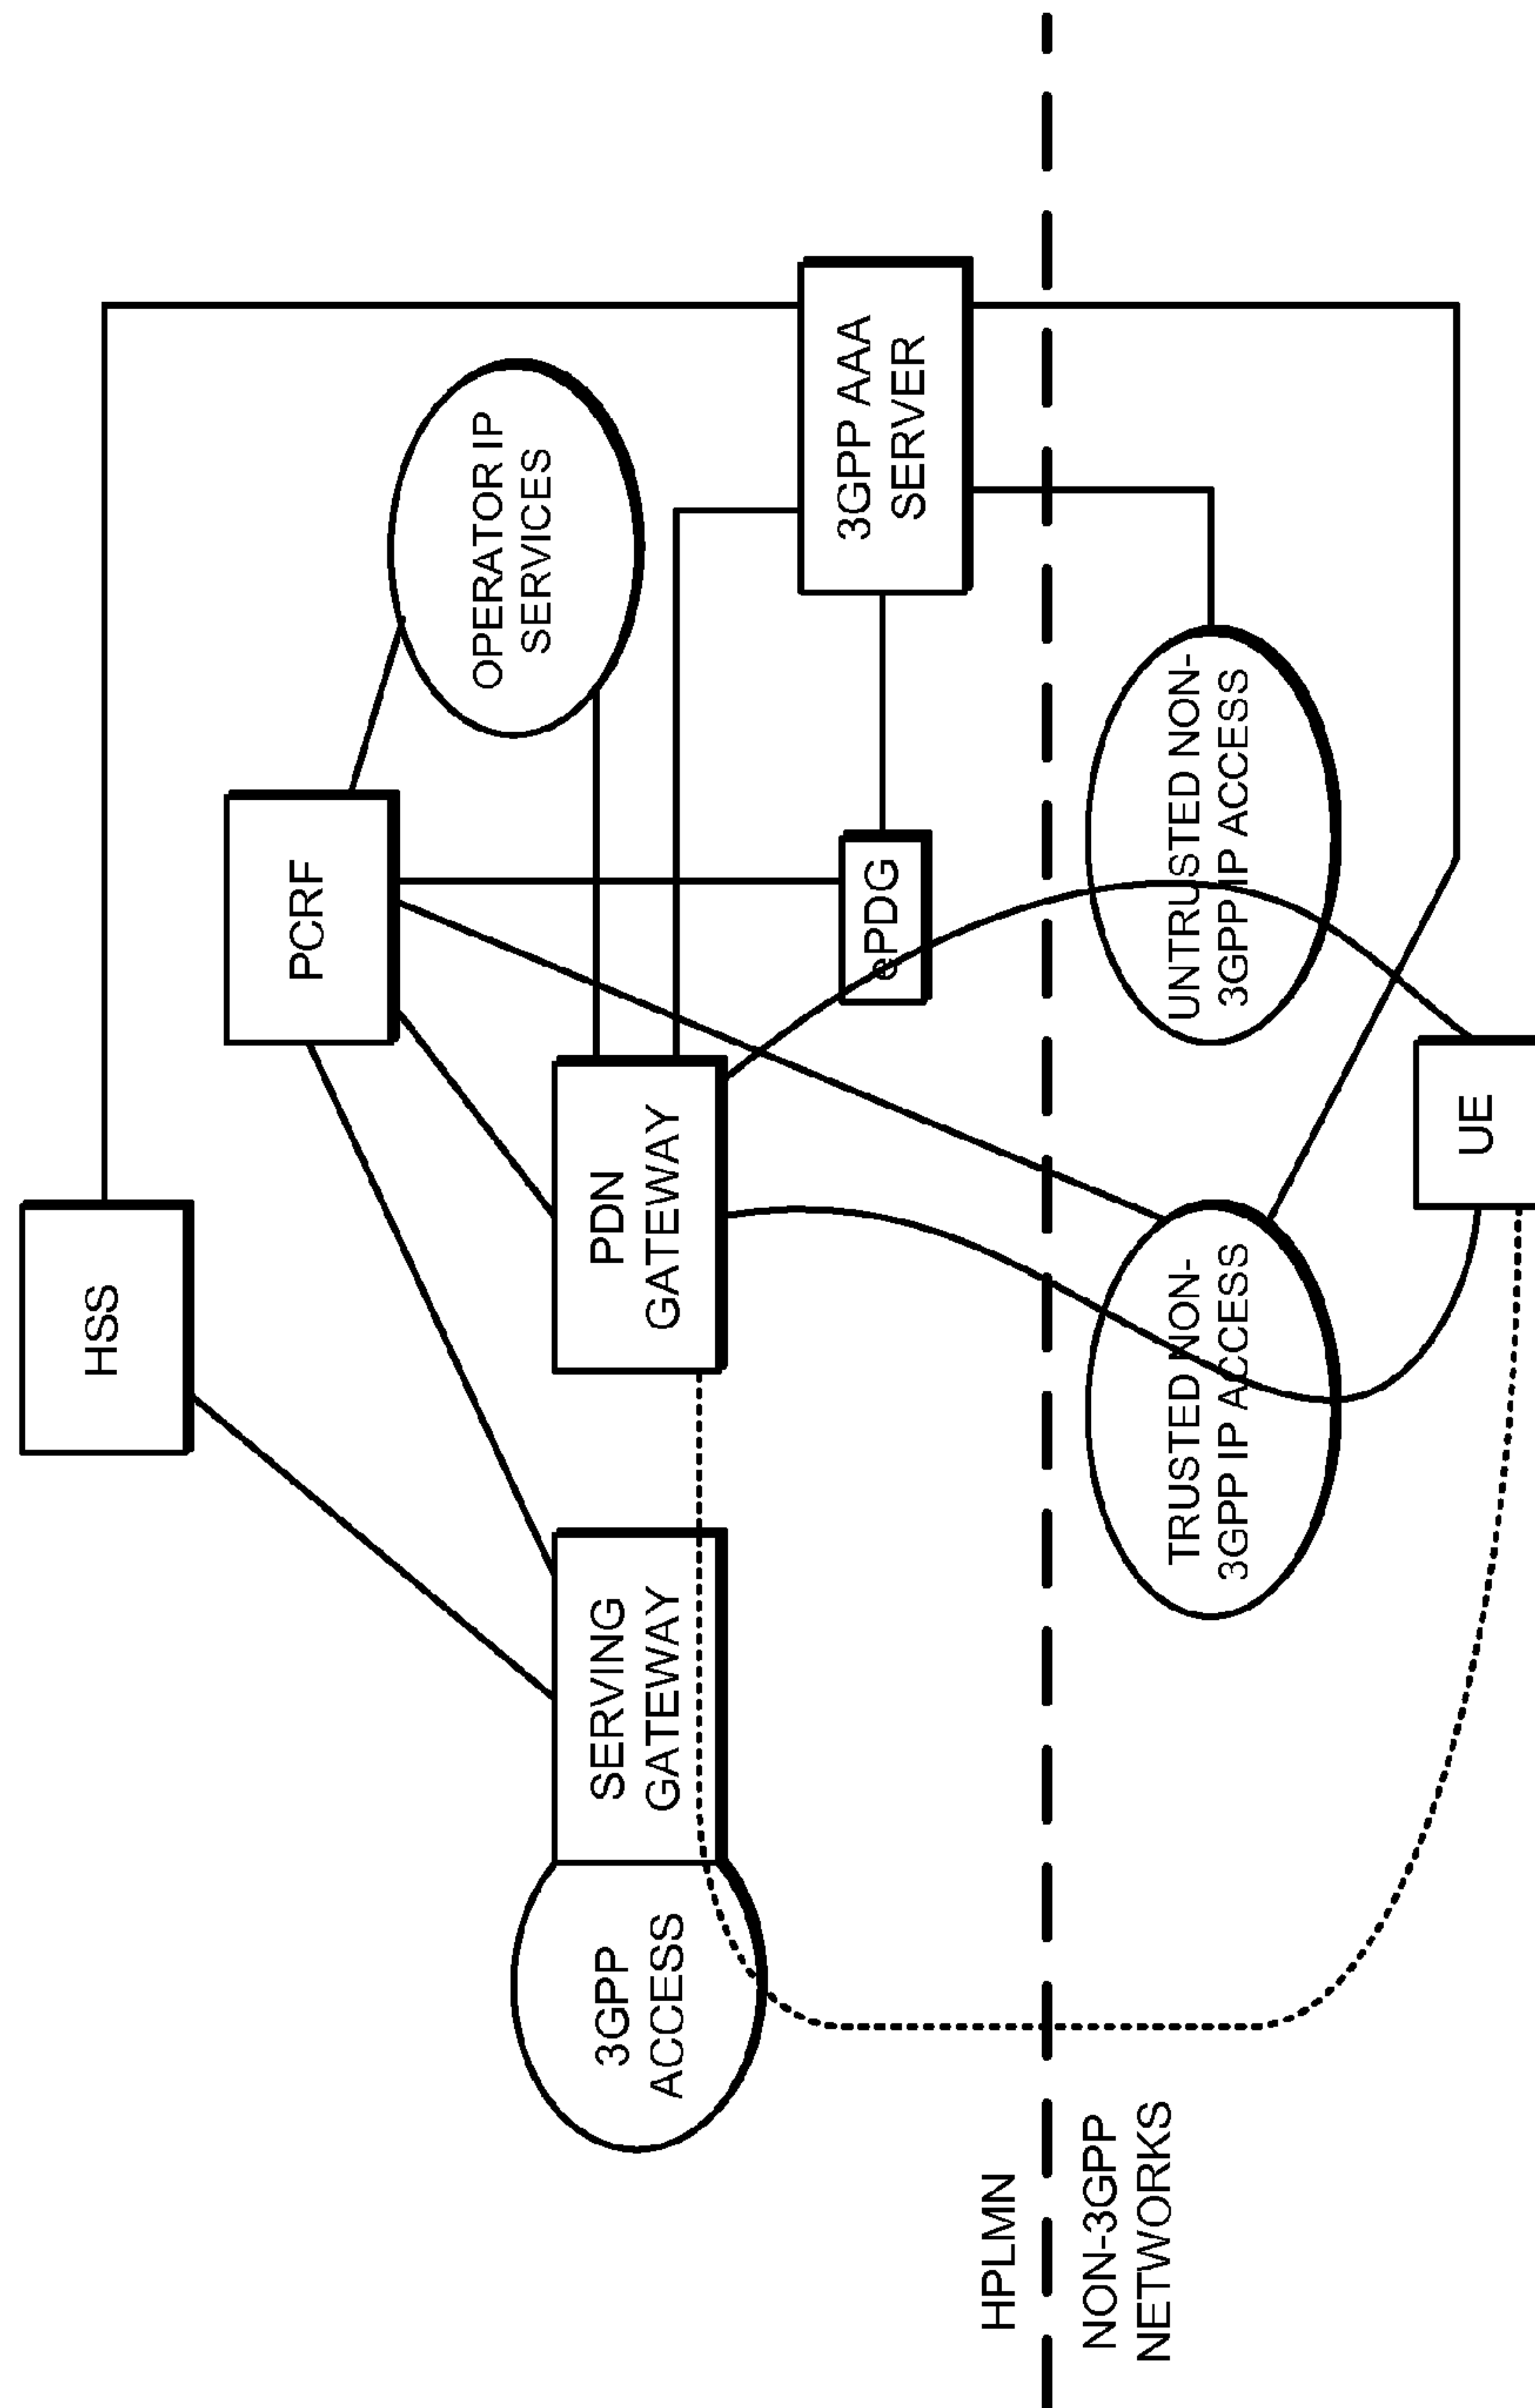 HSS
PCRF
OPERATOR IP
SERVICES
3GPP
ACCESS
SERVING
GATEWAY
PDN
GATEWAY
ePDG
3GPP AAA
SERVER
HPLMN
NON-3GPP
NETWORKS
TRUSTED NON-
3GPP IP ACCESS
UNTRUSTED NON-
3GPP IP ACCESS
UE